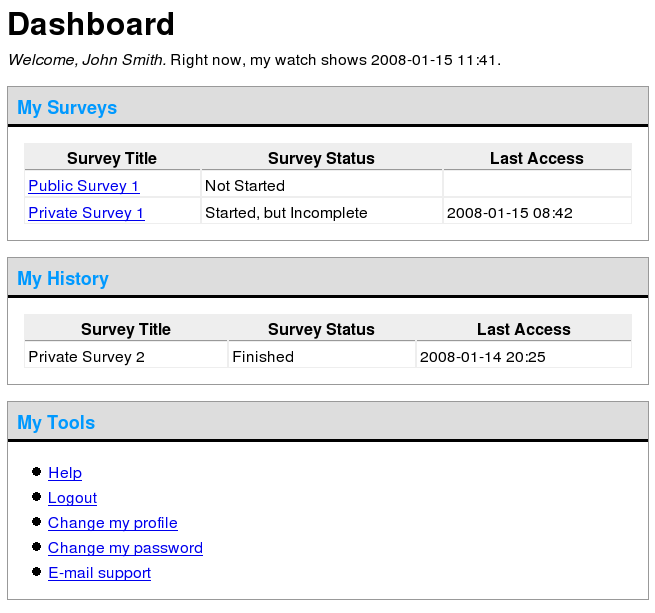 Dashboard
Welcome, John Smith. Right now, my watch shows 2008-01-15 11:41.
My Surveys
Survey Title Survey Status Last Access
Public Survey 1 Not Started
Private Survey 1 Started, but Incomplete 2008-01-15 08:42
My History
Survey Title Survey Status Last Access
Private Survey 2 Finished 2008-01-14 20:25
My Tools
Help
Logout
Change my profile
Change my password
E-mail support